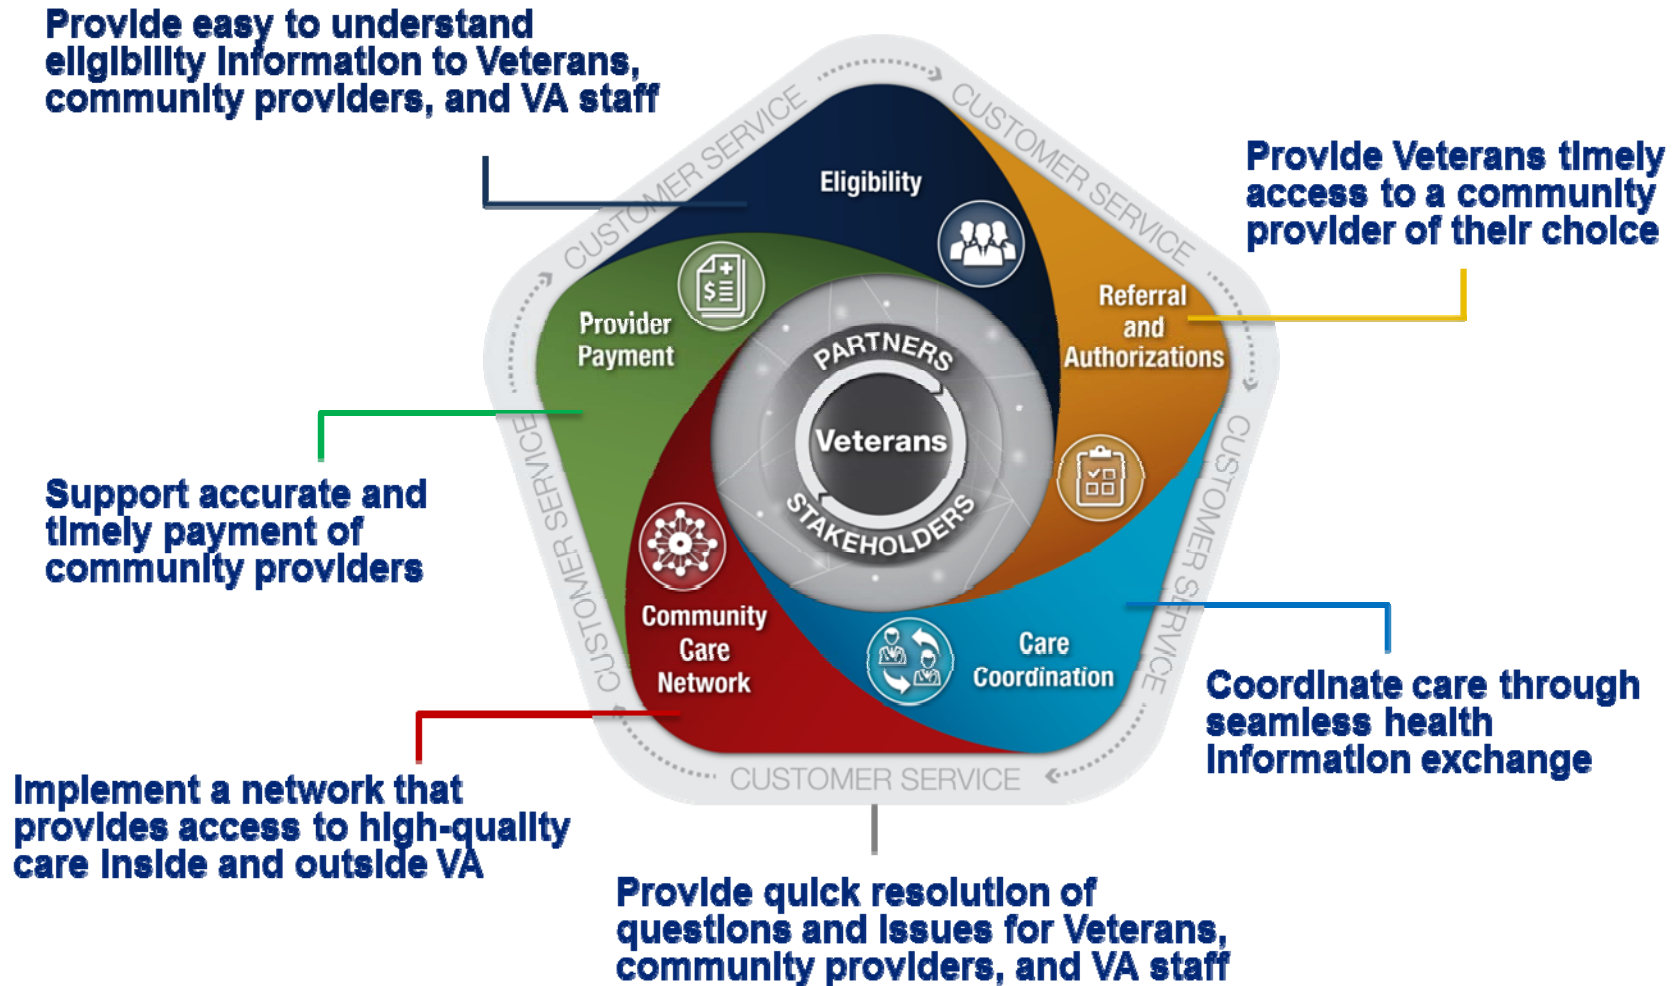 Provide easy to understand
eligibility information to Veterans,
community providers, and VA staff
CUSTOMER SERVICE
CUSTOMER SERVICE
Eligibility
Provide Veterans timely
access to a community
provider of their choice
Referral
and
Authorizations
Provider
Payment
PARTNERS
Veterans
STAKEHOLDERS
CUSTOMER SERVICE
CUSTOMER SERVICE
Support accurate and
timely payment of
community providers
Community
Care
Network
Care
Coordination
Coordinate care through
seamless health
information exchange
CUSTOMER SERVICE
Implement a network that
provides access to high-quality
care inside and outside VA
Provide quick resolution of
questions and issues for Veterans,
community providers, and VA staff